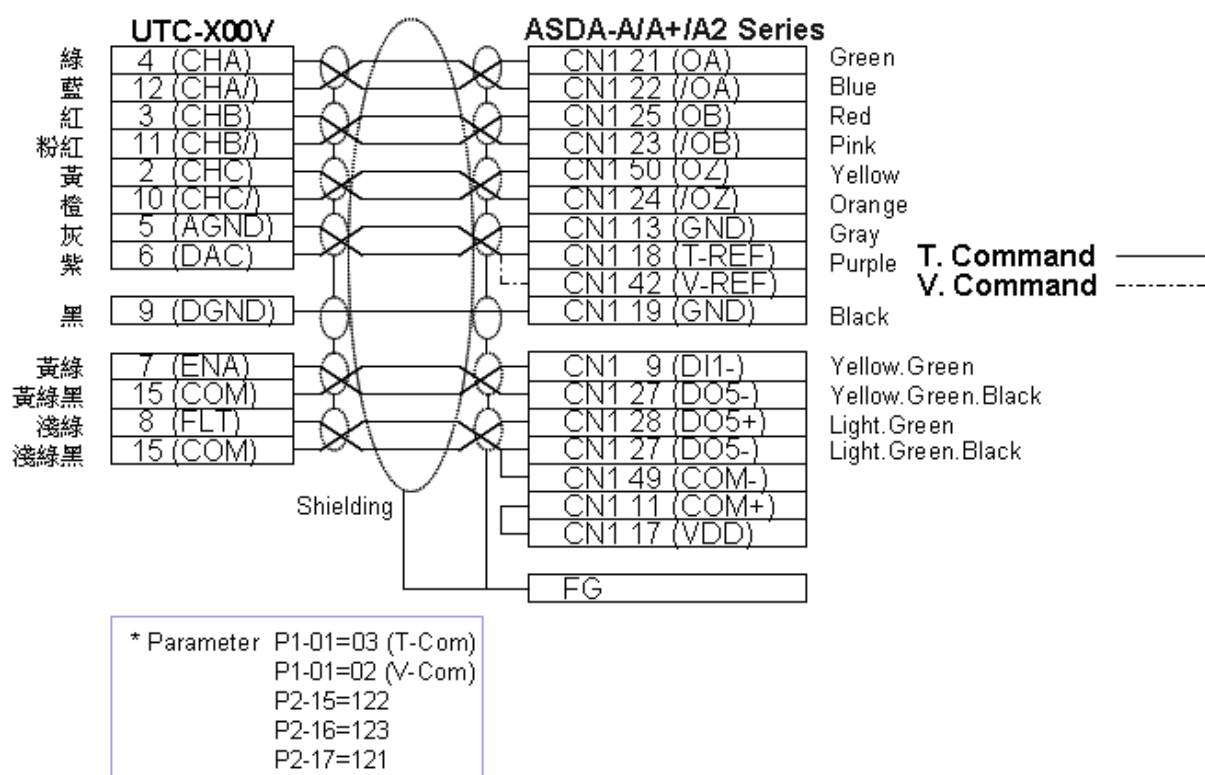 UTC-X00V ASDA-A/A+/A2 Series
綠 4 (CHA) CN1 21 (OA) Green
藍 12 (CHA/) CN1 22 (/OA) Blue
紅 3 (CHB) CN1 25 (OB) Red
粉紅 11 (CHB/) CN1 23 (/OB) Pink
黃 2 (CHC) CN1 50 (OZ) Yellow
橙 10 (CHC/) CN1 24 (/OZ) Orange
灰 5 (AGND) CN1 13 (GND) Gray
紫 6 (DAC) CN1 18 (T-REF) Purple T. Command
CN1 42 (V-REF) V. Command
黑 9 (DGND) CN1 19 (GND) Black
黃綠 7 (ENA) CN1 9 (DI1-) Yellow.Green
黃綠黑 15 (COM) CN1 27 (DO5-) Yellow.Green.Black
淺綠 8 (FLT) CN1 28 (DO5+) Light.Green
淺綠黑 15 (COM) CN1 27 (DO5-) Light.Green.Black
CN1 49 (COM-)
Shielding CN1 11 (COM+)
CN1 17 (VDD)
FG
* Parameter P1-01=03 (T-Com)
P1-01=02 (V-Com)
P2-15=122
P2-16=123
P2-17=121